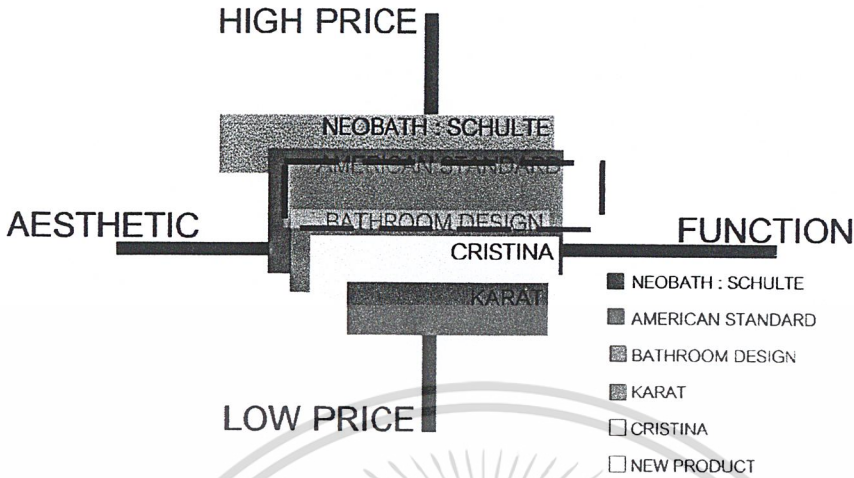 HIGH PRICE
NEOBATH : SCHULTE
AMERICAN STANDARD
BATHROOM DESIGN
AESTHETIC
FUNCTION
CRISTINA
KARAT
NEOBATH : SCHULTE
AMERICAN STANDARD
BATHROOM DESIGN
KARAT
CRISTINA
NEW PRODUCT
LOW PRICE